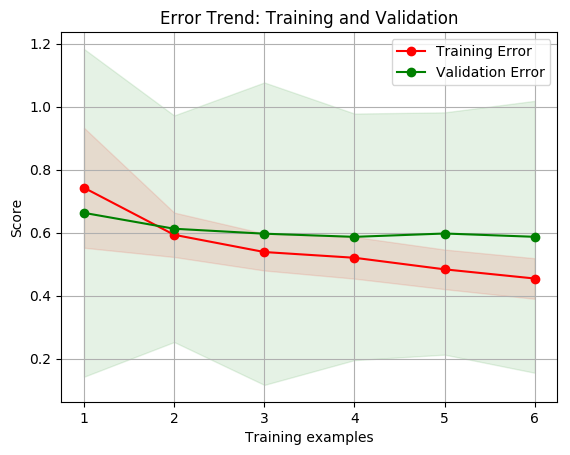 Error Trend: Training and Validation
Training Error
Validation Error
Score
1.2
1.0
0.8
0.6
0.4
0.2
1 2 3 4 5 6
Training examples